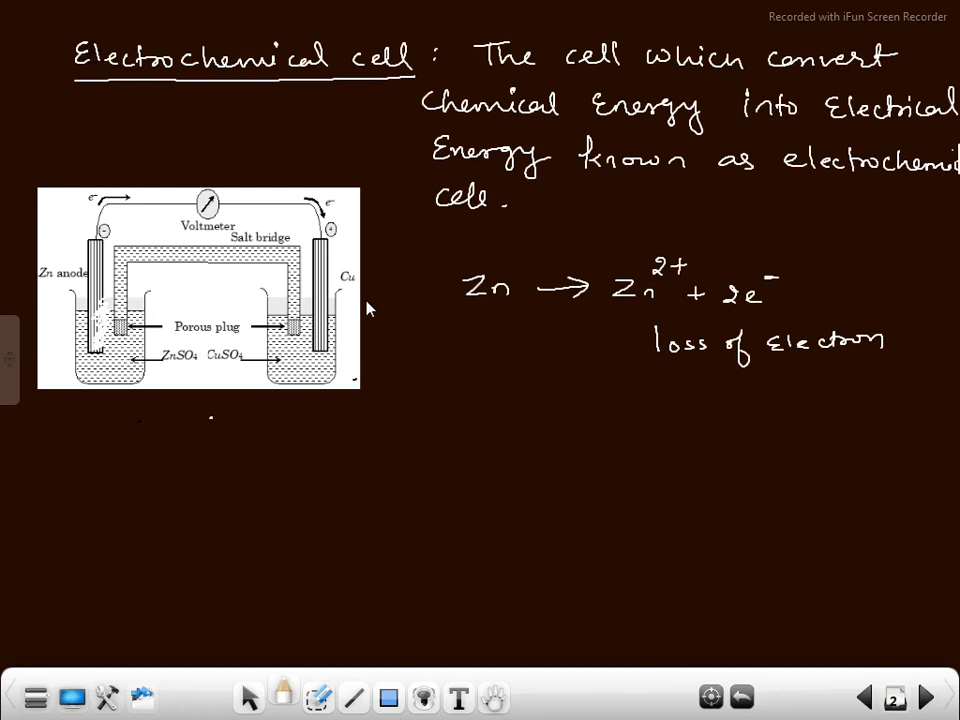 Recorded with iFun Screen Recorder
Electrochemical cell : The cell which convert
Chemical Energy into Electrical
Energy known as electrochemi
cell.
e⁻ e⁻
Voltmeter
Salt bridge
Zn anode Cu
Porous plug
ZnSO4 CuSO4
Zn → Zn²⁺ + 2e⁻
loss of electron
2